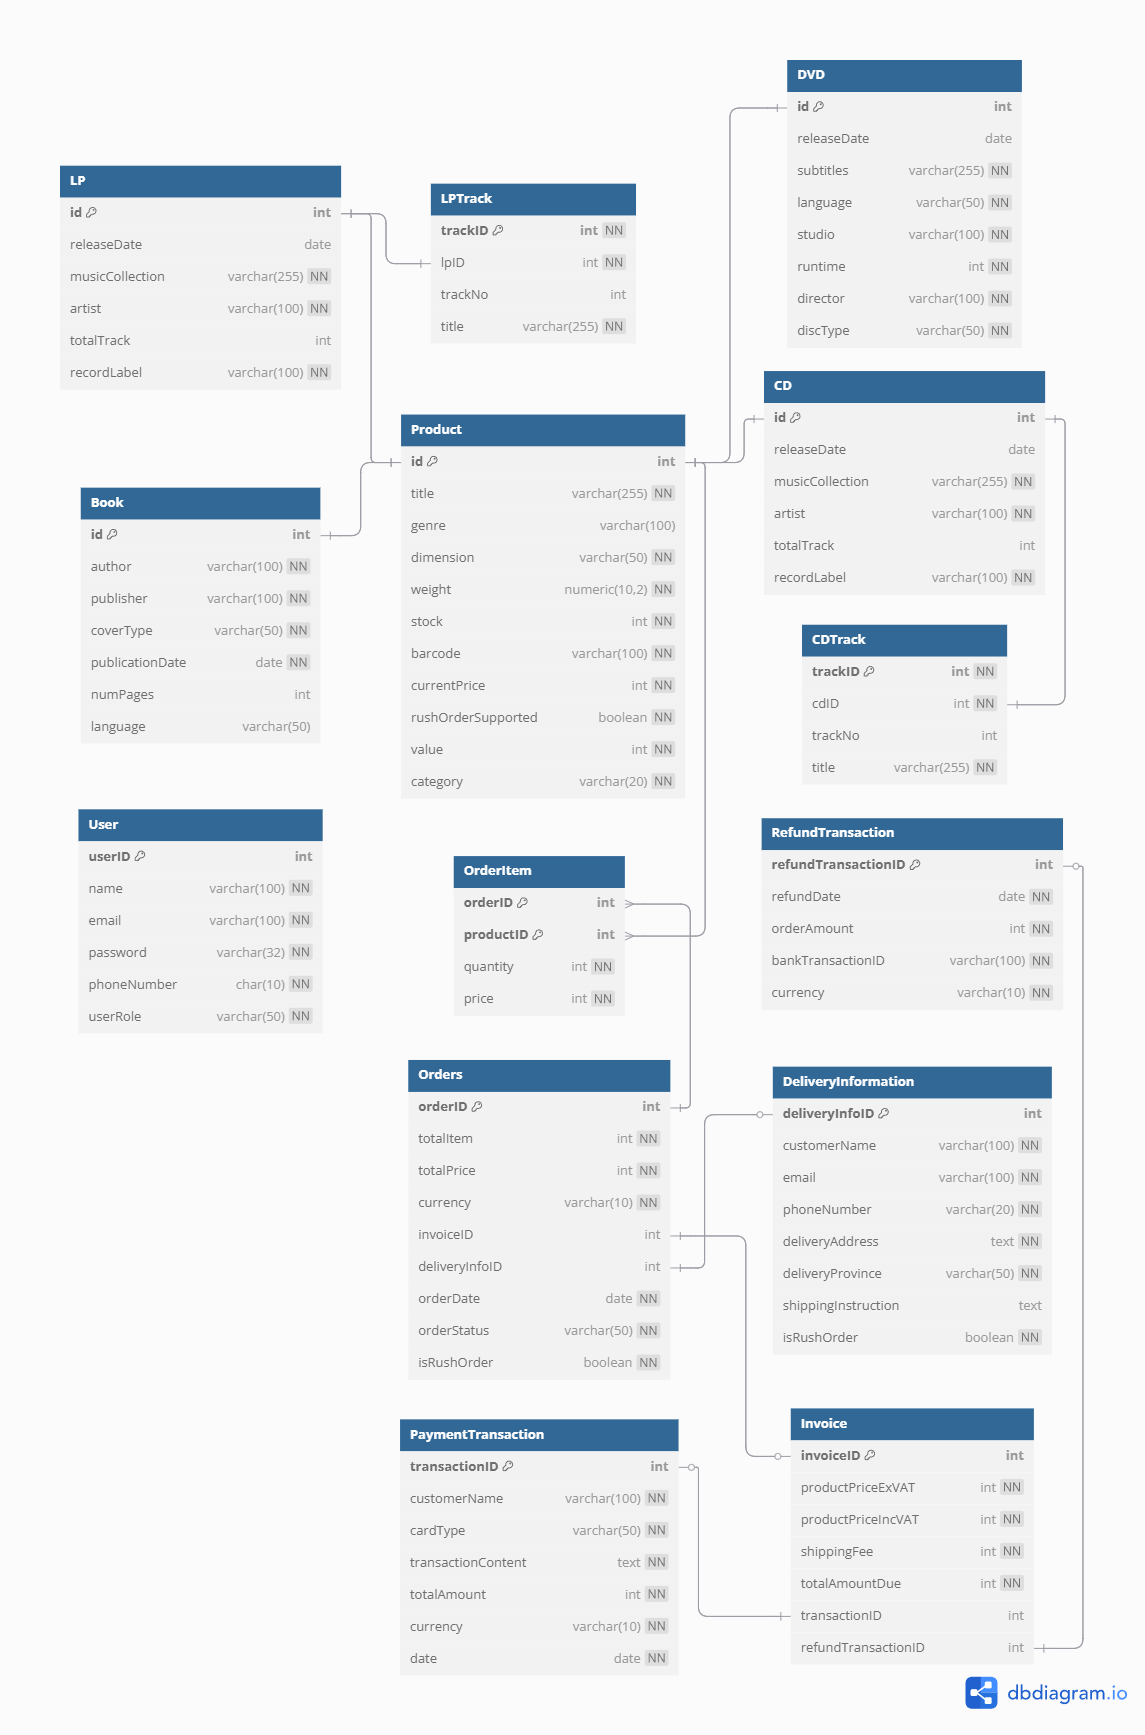 DVD
id int
releaseDate date
subtitles varchar(255) NN
language varchar(50) NN
studio varchar(100) NN
runtime int NN
director varchar(100) NN
discType varchar(50) NN
LP
id int
releaseDate date
musicCollection varchar(255) NN
artist varchar(100) NN
totalTrack int
recordLabel varchar(100) NN
LPTrack
trackID int NN
lpID int NN
trackNo int
title varchar(255) NN
CD
id int
releaseDate date
musicCollection varchar(255) NN
artist varchar(100) NN
totalTrack int
recordLabel varchar(100) NN
Product
id int
title varchar(255) NN
genre varchar(100)
dimension varchar(50) NN
weight numeric(10,2) NN
stock int NN
barcode varchar(100) NN
currentPrice int NN
rushOrderSupported boolean NN
value int NN
category varchar(20) NN
Book
id int
author varchar(100) NN
publisher varchar(100) NN
coverType varchar(50) NN
publicationDate date NN
numPages int
language varchar(50)
CDTrack
trackID int NN
cdID int NN
trackNo int
title varchar(255) NN
User
userID int
name varchar(100) NN
email varchar(100) NN
password varchar(32) NN
phoneNumber char(10) NN
userRole varchar(50) NN
OrderItem
orderID int
productID int
quantity int NN
price int NN
RefundTransaction
refundTransactionID int
refundDate date NN
orderAmount int NN
bankTransactionID varchar(100) NN
currency varchar(10) NN
Orders
orderID int
totalItem int NN
totalPrice int NN
currency varchar(10) NN
invoiceID int
deliveryInfoID int
orderDate date NN
orderStatus varchar(50) NN
isRushOrder boolean NN
DeliveryInformation
deliveryInfoID int
customerName varchar(100) NN
email varchar(100) NN
phoneNumber varchar(20) NN
deliveryAddress text NN
deliveryProvince varchar(50) NN
shippingInstruction text
isRushOrder boolean NN
PaymentTransaction
transactionID int
customerName varchar(100) NN
cardType varchar(50) NN
transactionContent text NN
totalAmount int NN
currency varchar(10) NN
date date NN
Invoice
invoiceID int
productPriceExVAT int NN
productPriceIncVAT int NN
shippingFee int NN
totalAmountDue int NN
transactionID int
refundTransactionID int
dbdiagram.io